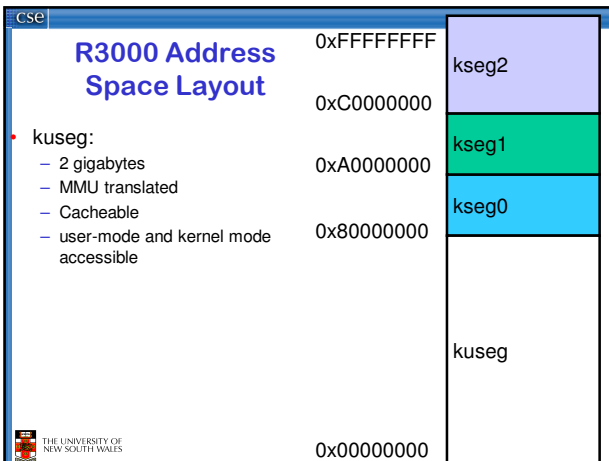 cse
R3000 Address
Space Layout
• kuseg:
– 2 gigabytes
– MMU translated
– Cacheable
– user-mode and kernel mode
accessible
0xFFFFFFFF
kseg2
0xC0000000
kseg1
0xA0000000
kseg0
0x80000000
kuseg
0x00000000
THE UNIVERSITY OF
NEW SOUTH WALES